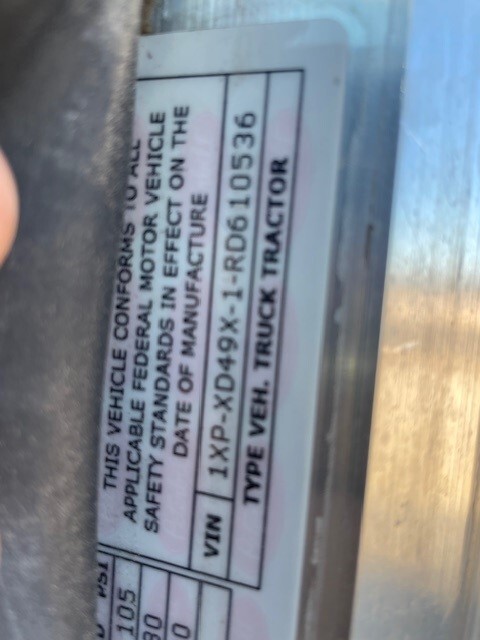 THIS VEHICLE CONFORMS TO ALL
APPLICABLE FEDERAL MOTOR VEHICLE
SAFETY STANDARDS IN EFFECT ON THE
DATE OF MANUFACTURE
VIN 1XP-XD49X-1-RD610536
TYPE VEH. TRUCK TRACTOR
PSI
105